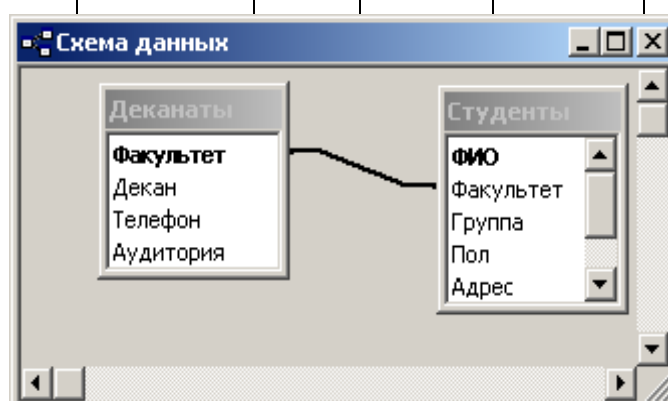 Схема данных
Деканаты
Факультет
Декан
Телефон
Аудитория
Студенты
ФИО
Факультет
Группа
Пол
Адрес